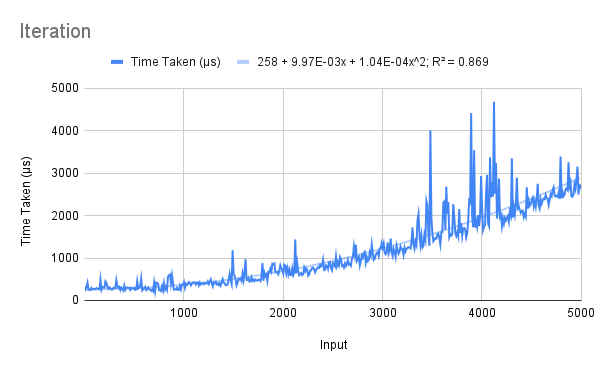 Iteration
Time Taken (μs) 258 + 9.97E-03x + 1.04E-04x^2; R² = 0.869
Time Taken (μs)
5000
4000
3000
2000
1000
0
1000 2000 3000 4000 5000
Input